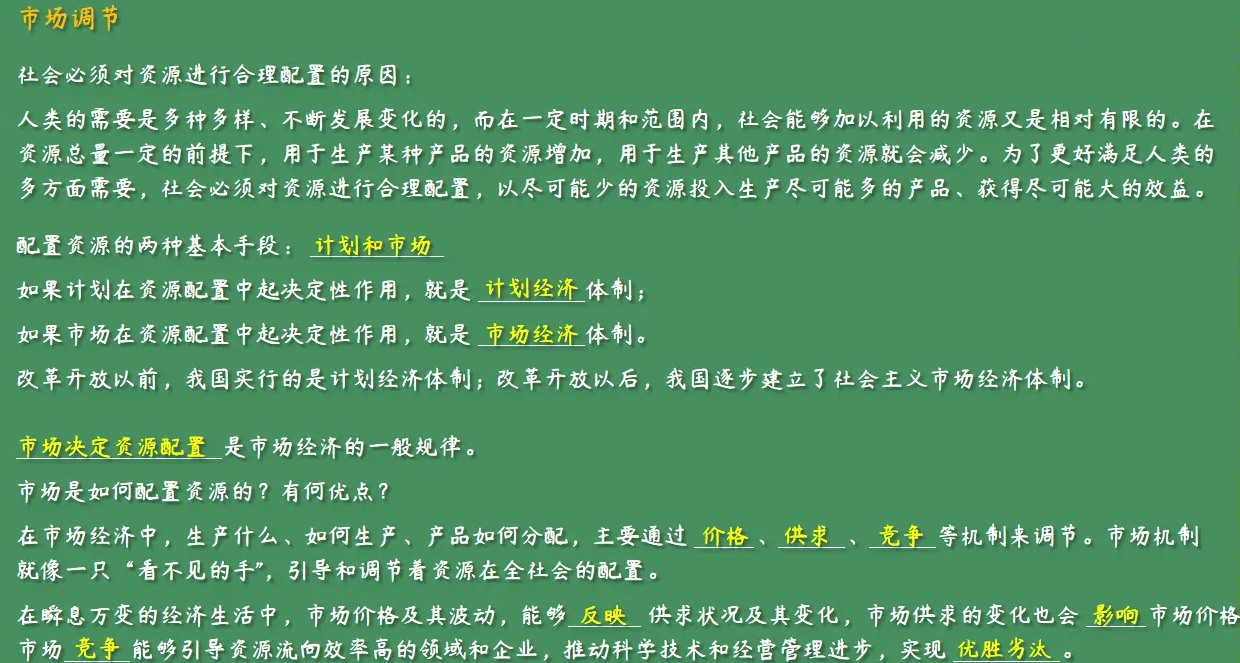 市场调节
社会必须对资源进行合理配置的原因：
人类的需要是多种多样、不断发展变化的，而在一定时期和范围内，社会能够加以利用的资源又是相对有限的。在
资源总量一定的前提下，用于生产某种产品的资源增加，用于生产其他产品的资源就会减少。为了更好满足人类的
多方面需要，社会必须对资源进行合理配置，以尽可能少的资源投入生产尽可能多的产品、获得尽可能大的效益。
配置资源的两种基本手段：计划和市场
如果计划在资源配置中起决定性作用，就是计划经济体制；
如果市场在资源配置中起决定性作用，就是市场经济体制。
改革开放以前，我国实行的是计划经济体制；改革开放以后，我国逐步建立了社会主义市场经济体制。
市场决定资源配置是市场经济的一般规律。
市场是如何配置资源的？有何优点？
在市场经济中，生产什么、如何生产、产品如何分配，主要通过价格、供求、竞争等机制来调节。市场机制
就像一只“看不见的手”，引导和调节着资源在全社会的配置。
在瞬息万变的经济生活中，市场价格及其波动，能够反映供求状况及其变化，市场供求的变化也会影响市场价格
市场竞争能够引导资源流向效率高的领域和企业，推动科学技术和经营管理进步，实现优胜劣汰。